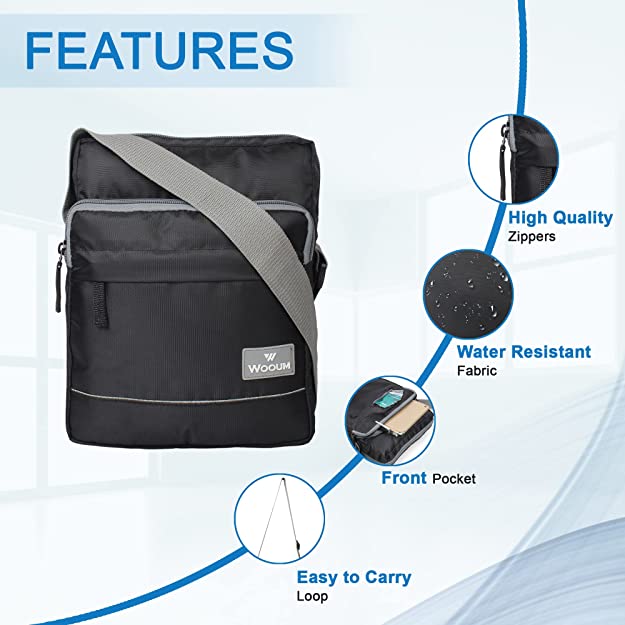 FEATURES
WOOUM
High Quality
Zippers
Water Resistant
Fabric
Front Pocket
Easy to Carry
Loop